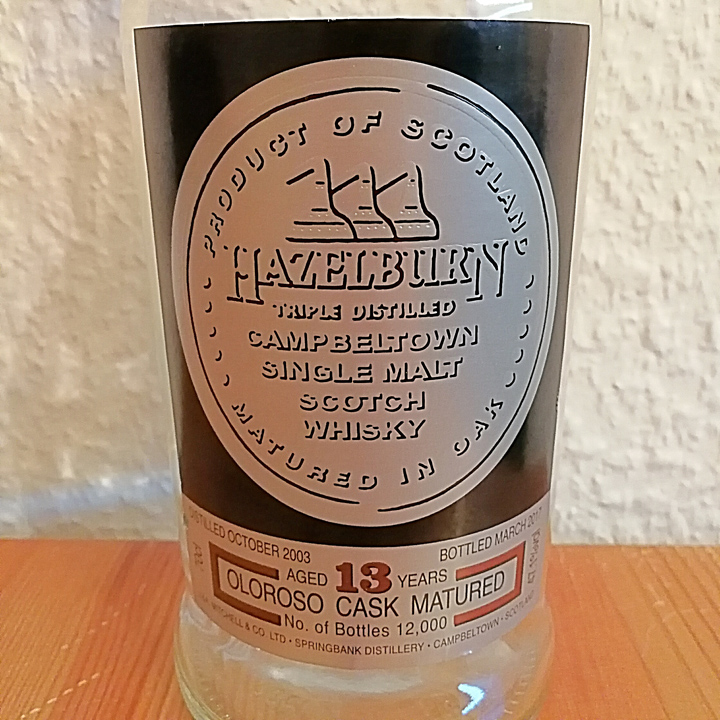 PRODUCT OF SCOTLAND
HAZELBURN
TRIPLE DISTILLED
CAMPBELTOWN
SINGLE MALT
SCOTCH
WHISKY
MATURED IN OAK
DISTILLED OCTOBER 2003
BOTTLED MARCH 2017
AGED 13 YEARS
OLOROSO CASK MATURED
No. of Bottles 12,000
MITCHELL & CO. LTD • SPRINGBANK DISTILLERY • CAMPBELTOWN • SCOTLAND